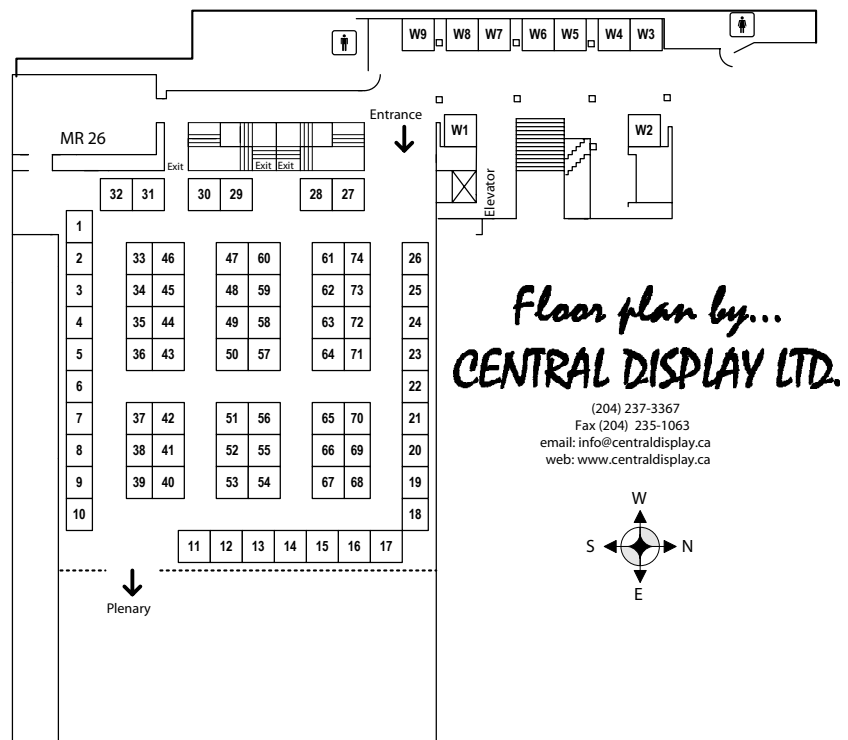 W9 W8 W7 W6 W5 W4 W3
Entrance
MR 26
W1 W2
Exit Exit Exit
Elevator
32 31 30 29 28 27
1
2 33 46 47 60 61 74 26
3 34 45 48 59 62 73 25
4 35 44 49 58 63 72 24
5 36 43 50 57 64 71 23
6 22
7 37 42 51 56 65 70 21
8 38 41 52 55 66 69 20
9 39 40 53 54 67 68 19
10 18
11 12 13 14 15 16 17
Plenary
Floor plan by...
CENTRAL DISPLAY LTD.
(204) 237-3367
Fax (204) 235-1063
email: info@centraldisplay.ca
web: www.centraldisplay.ca
W
S N
E